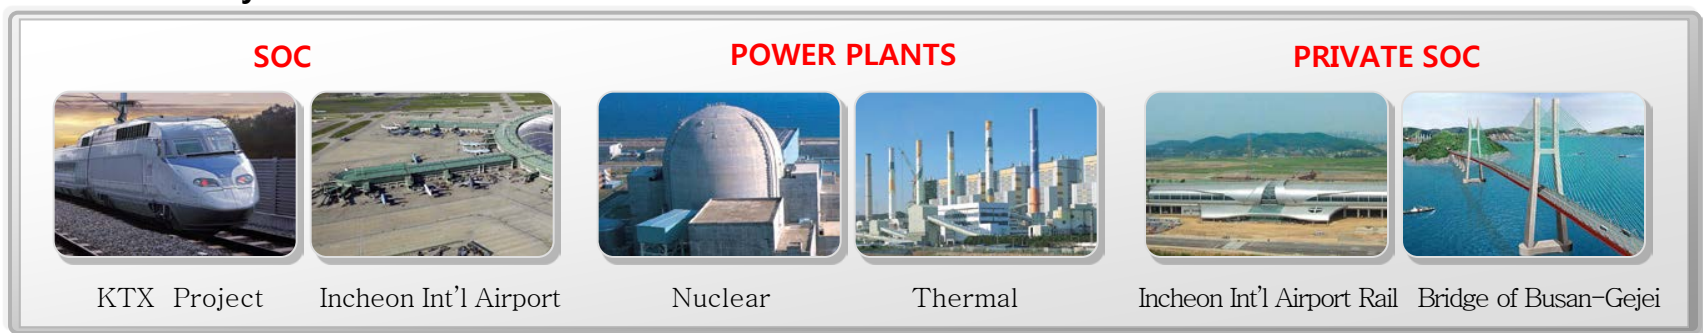 SOC
POWER PLANTS
PRIVATE SOC
KTX Project
Incheon Int'l Airport
Nuclear
Thermal
Incheon Int'l Airport Rail
Bridge of Busan-Gejei